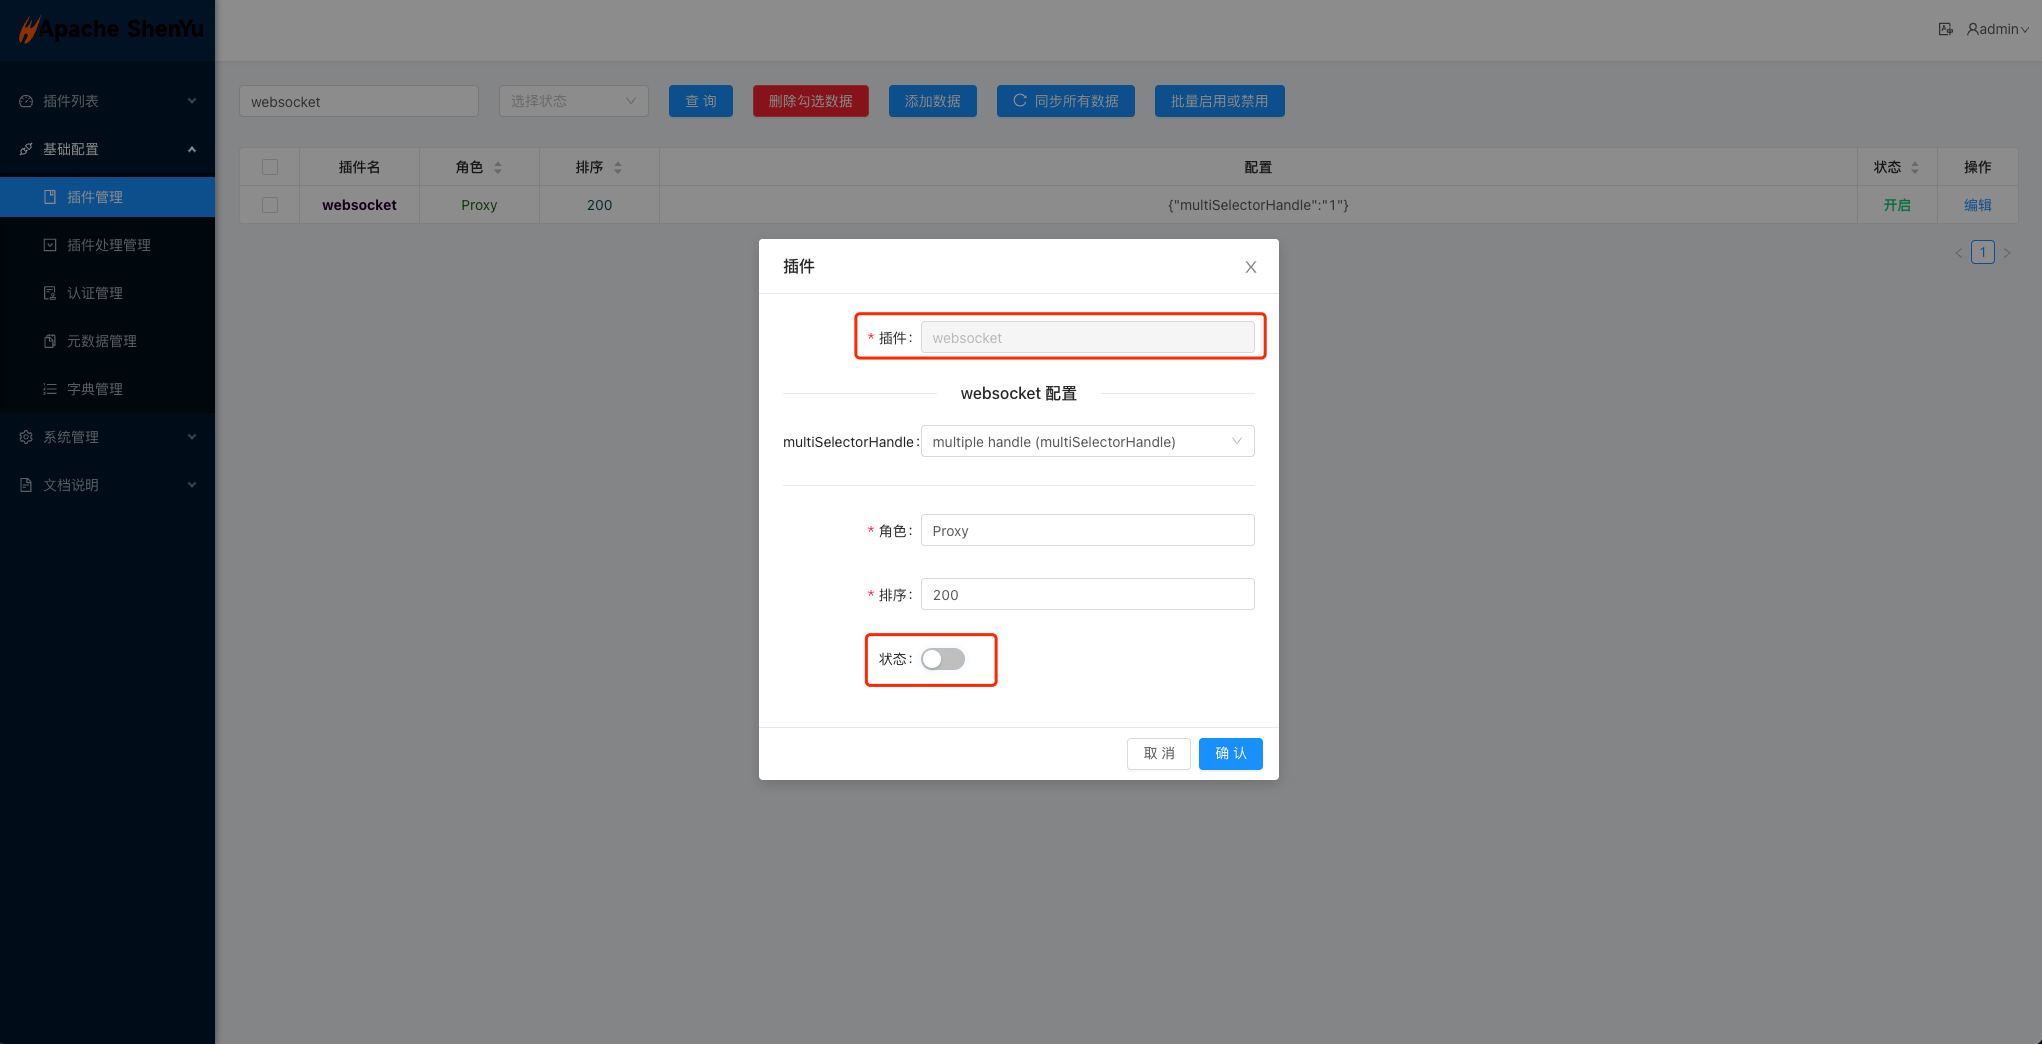 Apache ShenYu
admin
插件列表
基础配置
插件管理
插件处理管理
认证管理
元数据管理
字典管理
系统管理
文档说明
websocket 选择状态 查 询 删除勾选数据 添加数据 同步所有数据 批量启用或禁用
插件名 角色 排序 配置 状态 操作
websocket Proxy 200 {"multiSelectorHandle":"1"} 开启 编辑
1
插件
* 插件: websocket
websocket 配置
multiSelectorHandle: multiple handle (multiSelectorHandle)
* 角色: Proxy
* 排序: 200
状态:
取 消 确 认